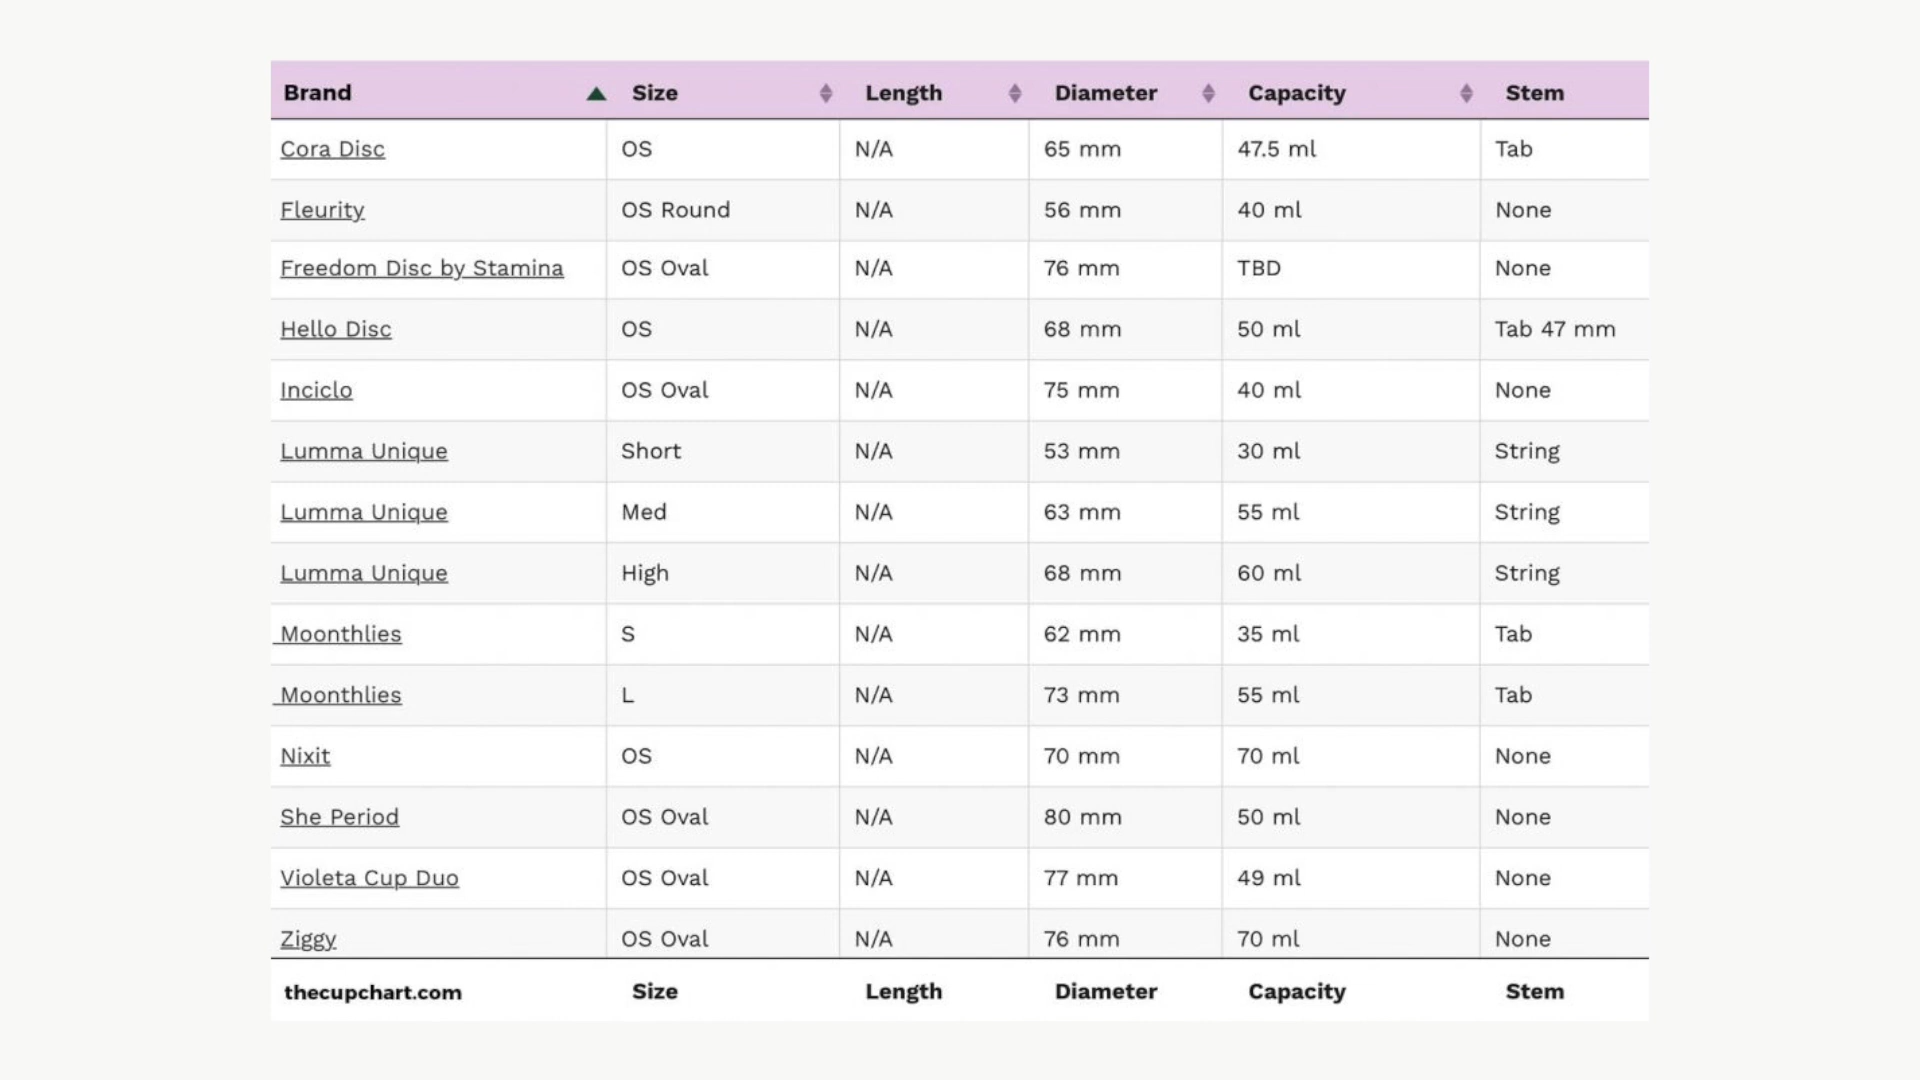 Brand Size Length Diameter Capacity Stem
Cora Disc OS N/A 65 mm 47.5 ml Tab
Fleurity OS Round N/A 56 mm 40 ml None
Freedom Disc by Stamina OS Oval N/A 76 mm TBD None
Hello Disc OS N/A 68 mm 50 ml Tab 47 mm
Inciclo OS Oval N/A 75 mm 40 ml None
Lumma Unique Short N/A 53 mm 30 ml String
Lumma Unique Med N/A 63 mm 55 ml String
Lumma Unique High N/A 68 mm 60 ml String
Moonthlies S N/A 62 mm 35 ml Tab
Moonthlies L N/A 73 mm 55 ml Tab
Nixit OS N/A 70 mm 70 ml None
She Period OS Oval N/A 80 mm 50 ml None
Violeta Cup Duo OS Oval N/A 77 mm 49 ml None
Ziggy OS Oval N/A 76 mm 70 ml None
thecupchart.com Size Length Diameter Capacity Stem